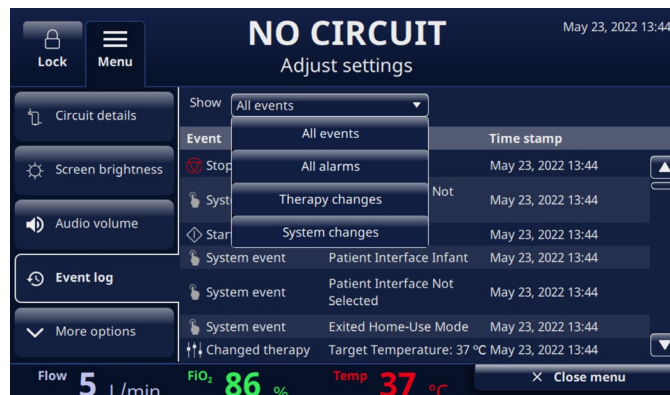 NO CIRCUIT
May 23, 2022 13:44
Lock
Menu
Adjust settings
Circuit details
Screen brightness
Audio volume
Event log
More options
Show
All events
Event
Time stamp
All events
All alarms
Therapy changes
System changes
Stop
May 23, 2022 13:44
Syst
Not
May 23, 2022 13:44
Star
May 23, 2022 13:44
System event Patient Interface Infant May 23, 2022 13:44
System event Patient Interface Not
Selected May 23, 2022 13:44
System event Exited Home-Use Mode May 23, 2022 13:44
Changed therapy Target Temperature: 37 ºC May 23, 2022 13:44
Flow 5 L/min
FiO₂ 86 %
Temp 37 ºC
× Close menu